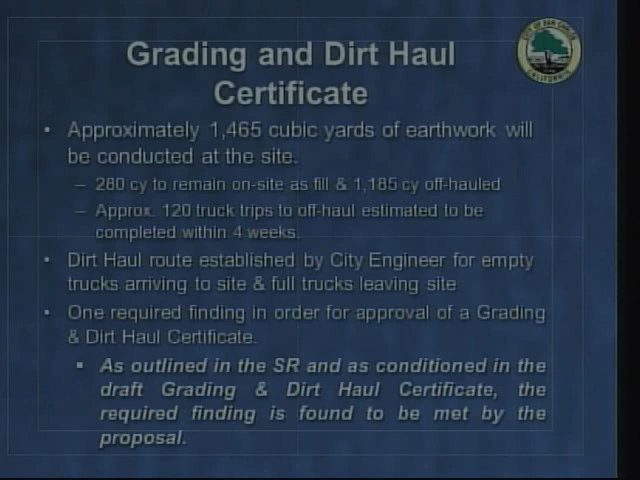 Grading and Dirt Haul
Certificate
• Approximately 1,465 cubic yards of earthwork will
be conducted at the site.
– 280 cy to remain on-site as fill & 1,185 cy off-hauled
– Approx. 120 truck trips to off-haul estimated to be
completed within 4 weeks.
• Dirt Haul route established by City Engineer for empty
trucks arriving to site & full trucks leaving site
• One required finding in order for approval of a Grading
& Dirt Haul Certificate.
▪ As outlined in the SR and as conditioned in the
draft Grading & Dirt Haul Certificate, the
required finding is found to be met by the
proposal.
CITY OF SAN CARLOS
CALIFORNIA